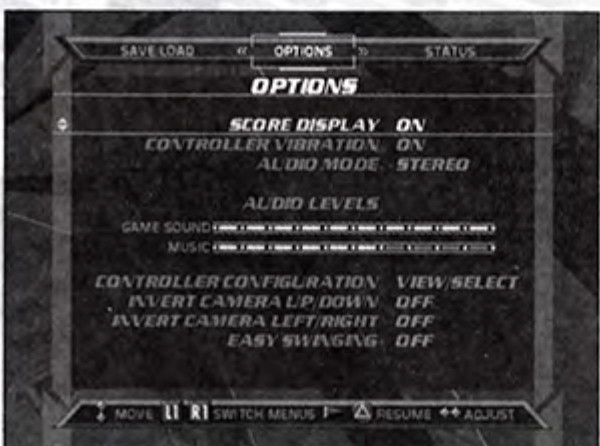 SAVE/LOAD « OPTIONS » STATUS
OPTIONS
SCORE DISPLAY ON
CONTROLLER VIBRATION ON
AUDIO MODE STEREO
AUDIO LEVELS
GAME SOUND
MUSIC
CONTROLLER CONFIGURATION VIEW/SELECT
INVERT CAMERA UP/DOWN OFF
INVERT CAMERA LEFT/RIGHT OFF
EASY SWINGING OFF
MOVE L1 R1 SWITCH MENUS RESUME ADJUST